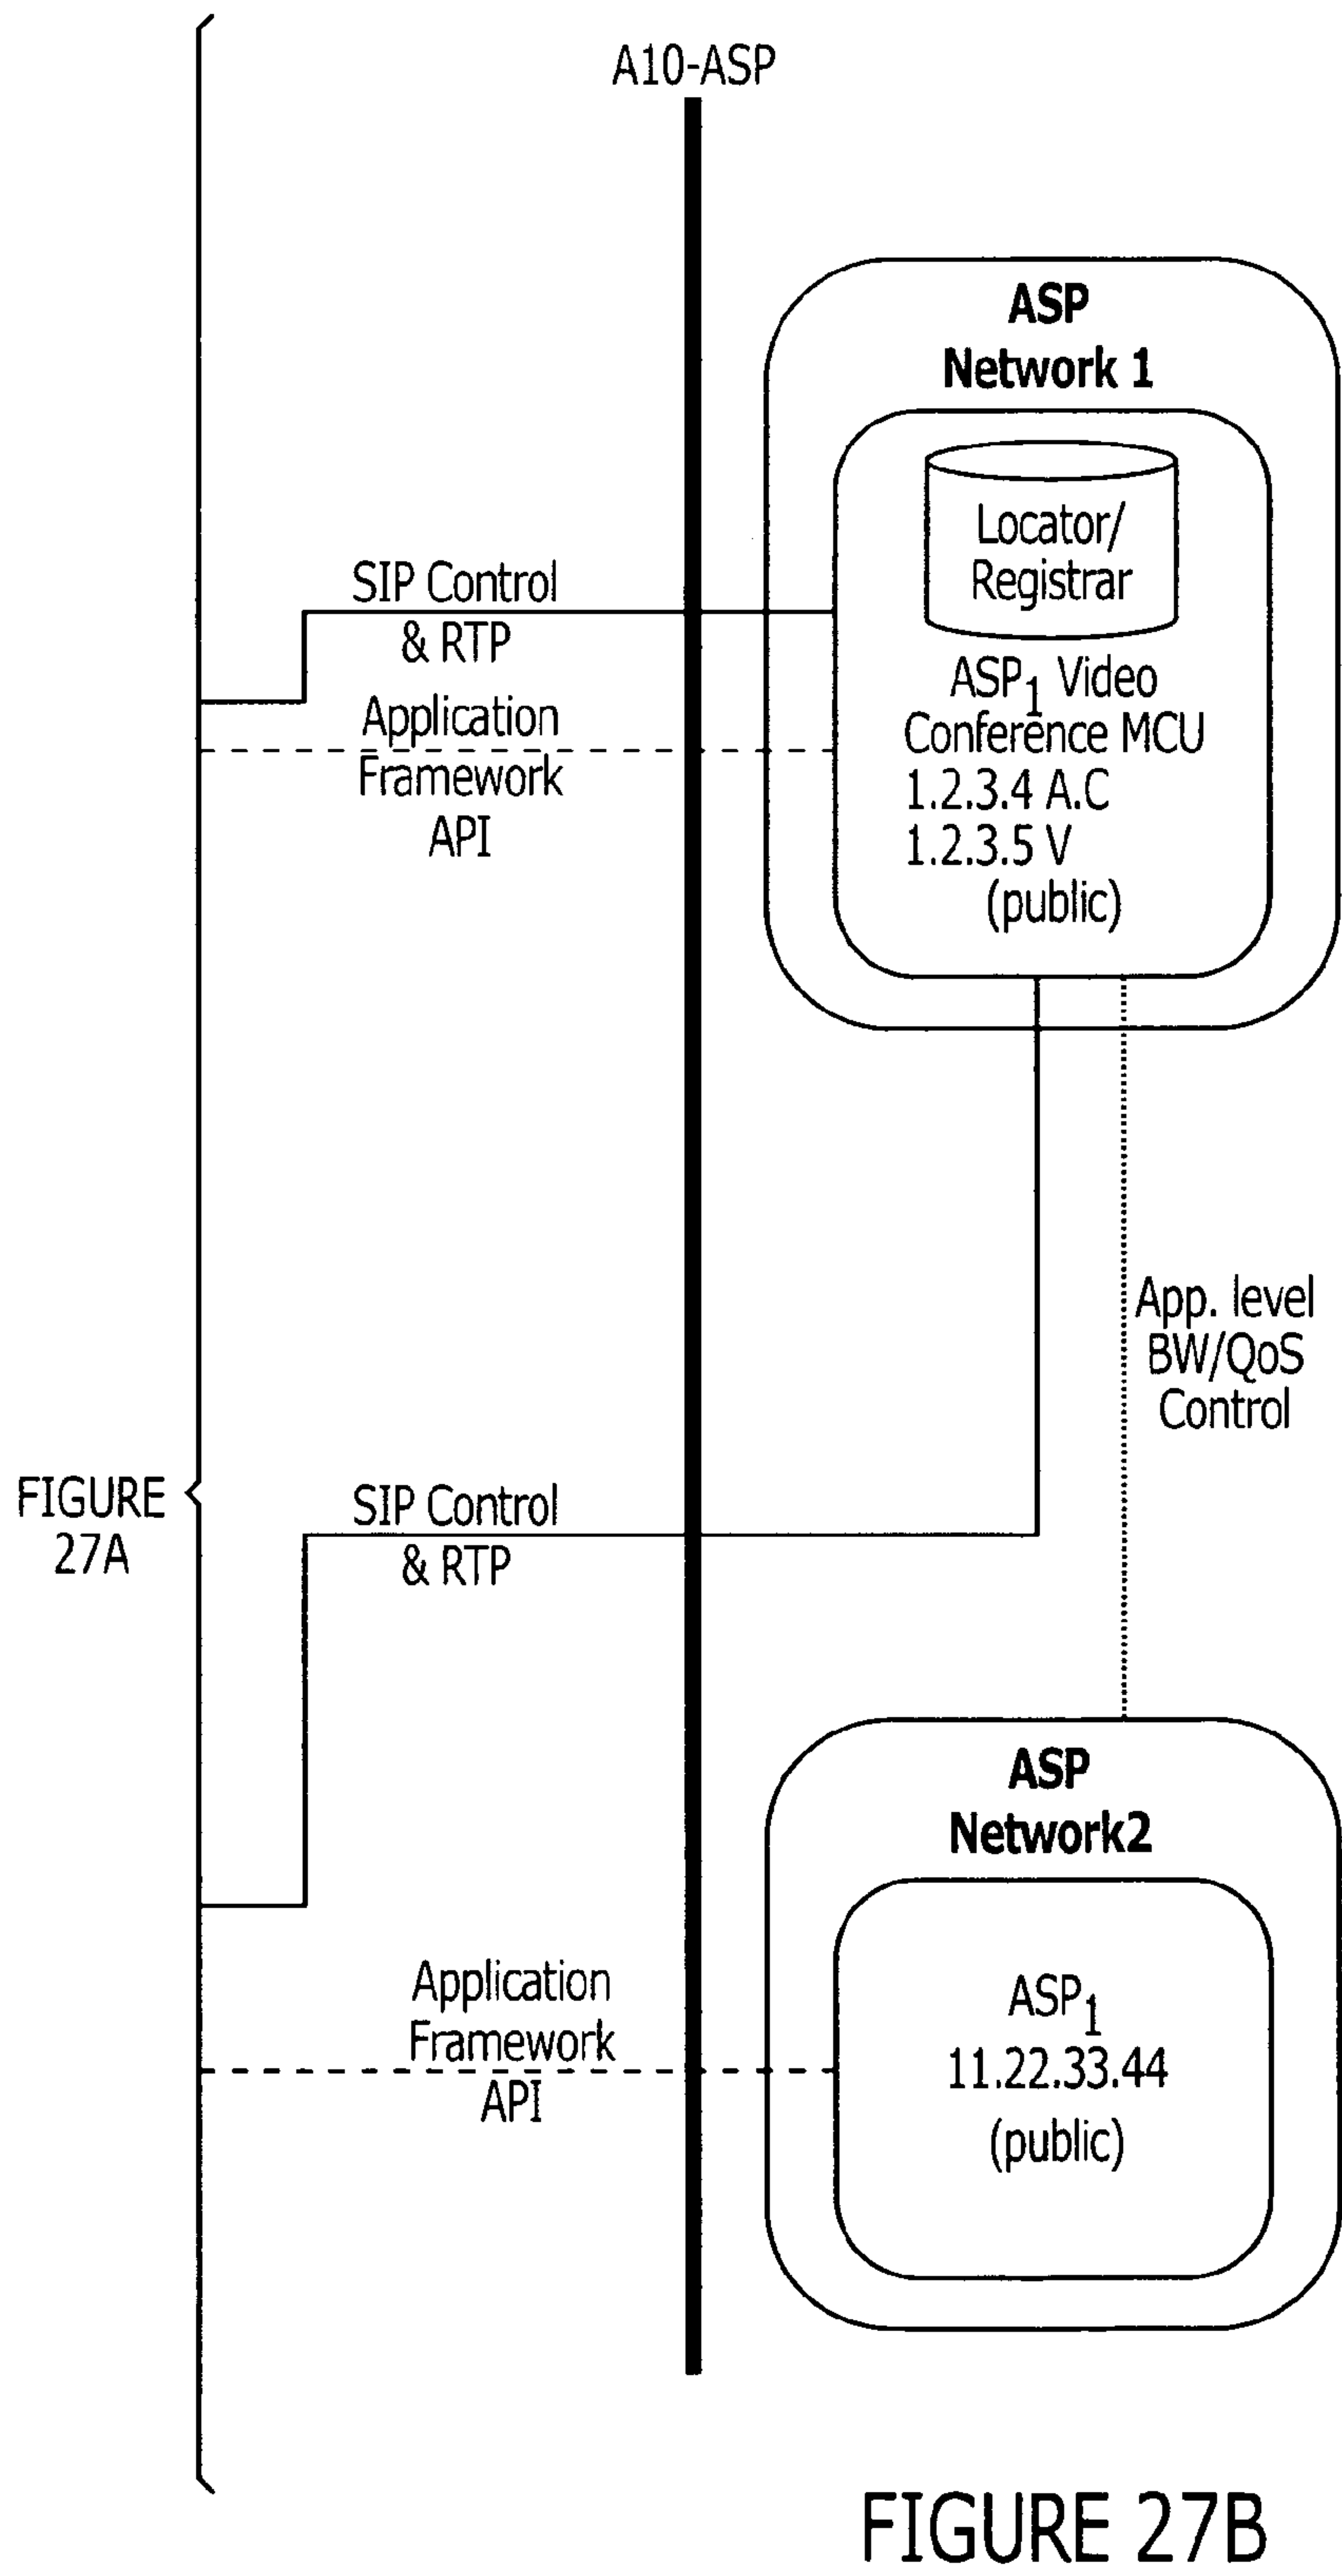 A10-ASP
ASP
Network 1
Locator/
Registrar
SIP Control
& RTP
ASP1 Video
Conference MCU
1.2.3.4 A.C
1.2.3.5 V
(public)
Application
Framework
API
App. level
BW/QoS
Control
FIGURE
27A
SIP Control
& RTP
ASP
Network2
Application
Framework
API
ASP1
11.22.33.44
(public)
FIGURE 27B